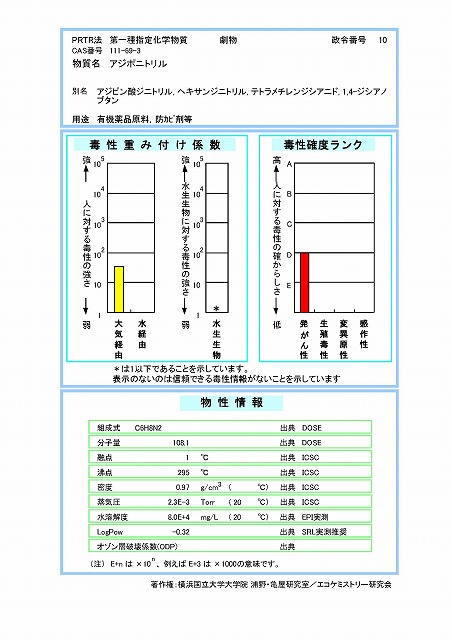 PRTR法 第一種指定化学物質 劇物 政令番号 10
CAS番号 111-69-3
物質名 アジポニトリル
別名 アジピン酸ジニトリル, ヘキサンジニトリル, テトラメチレンジシアニド, 1,4-ジシアノ
ブタン
用途 有機薬品原料, 防カビ剤等
毒性重み付け係数
強 人に対する毒性の強さ 弱
10^5
10^4
10^3
10^2
10
1
大気経由 水経由
強 水生生物に対する毒性の強さ 弱
10^5
10^4
10^3
10^2
10
1
*
水生生物
毒性確度ランク
高 人に対する毒性の確からしさ 低
A
B
C
D
E
発がん性 生殖毒性 変異原性 感作性
*は1以下であることを示しています。
表示のないのは信頼できる毒性情報がないことを示しています
物性情報
組成式 C6H8N2 出典 DOSE
分子量 108.1 出典 DOSE
融点 1 ℃ 出典 ICSC
沸点 295 ℃ 出典 ICSC
密度 0.97 g/cm^3 ( ℃) 出典 ICSC
蒸気圧 2.3E-3 Torr (20 ℃) 出典 ICSC
水溶解度 8.0E+4 mg/L (20 ℃) 出典 EPI実測
LogPow -0.32 出典 SRL実測推奨
オゾン層破壊係数(ODP) 出典
(注) E+n は ×10^n、例えば E+3 は ×1000の意味です。
著作権:横浜国立大学大学院 浦野・亀屋研究室/エコケミストリー研究会